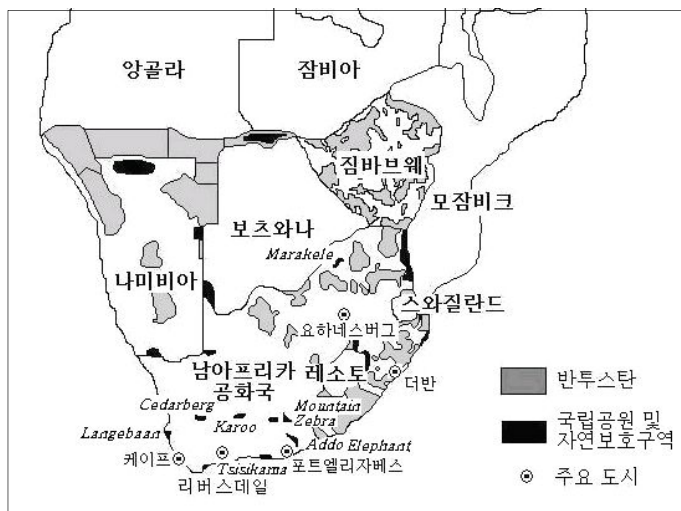 앙골라
잠비아
짐바브웨
모잠비크
보츠와나
Marakele
나미비아
스와질란드
요하네스버그
남아프리카
공화국
레소토
더반
반투스탄
Cedarberg
Mountain
Zebra
Karoo
국립공원 및
자연보호구역
Langebaan
Addo Elephant
케이프
Tsisikama
포트엘리자베스
리버스데일
주요 도시